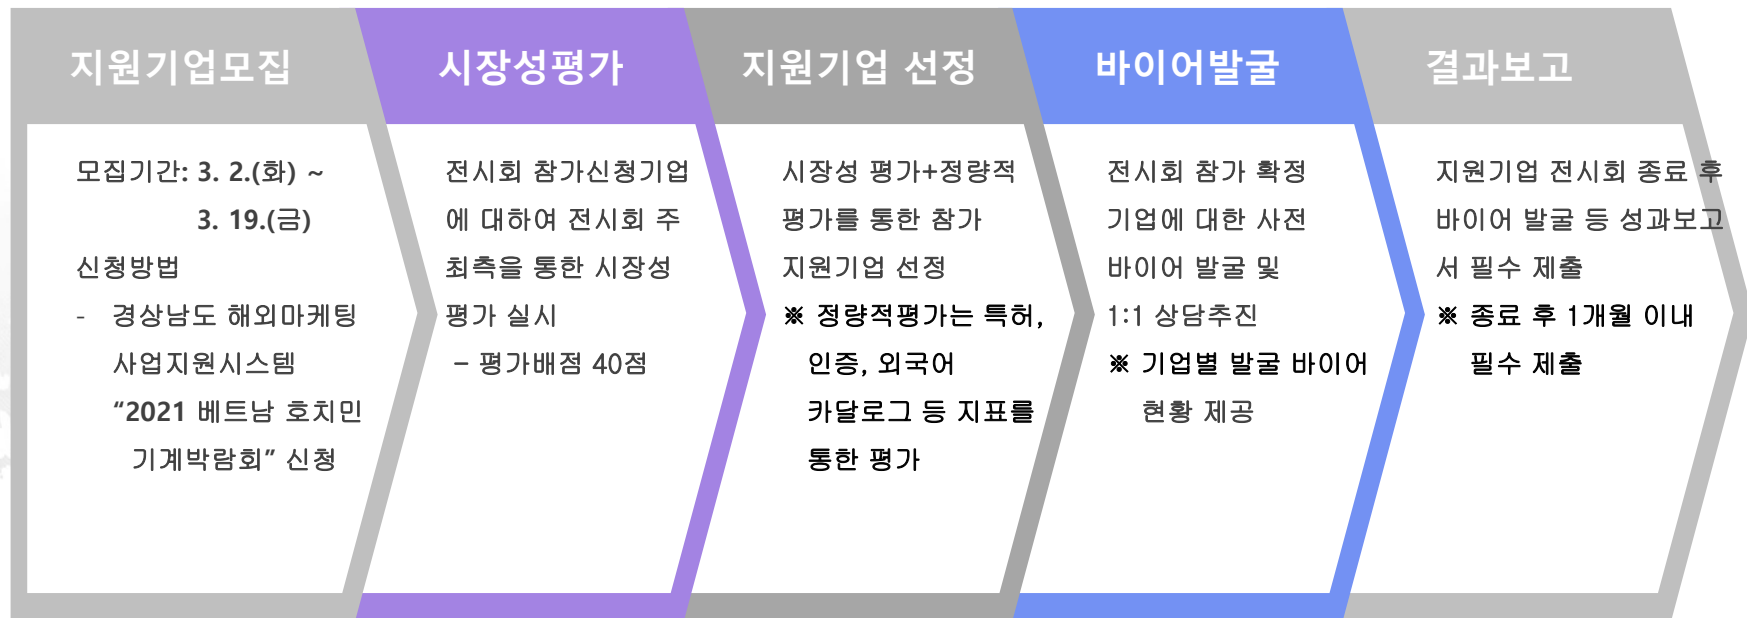 지원기업모집
모집기간: 3. 2.(화) ~
3. 19.(금)
신청방법
- 경상남도 해외마케팅
사업지원시스템
“2021 베트남 호치민
기계박람회” 신청
시장성평가
전시회 참가신청기업
에 대하여 전시회 주
최측을 통한 시장성
평가 실시
- 평가배점 40점
지원기업 선정
시장성 평가+정량적
평가를 통한 참가
지원기업 선정
※ 정량적평가는 특허,
인증, 외국어
카달로그 등 지표를
통한 평가
바이어발굴
전시회 참가 확정
기업에 대한 사전
바이어 발굴 및
1:1 상담추진
※ 기업별 발굴 바이어
현황 제공
결과보고
지원기업 전시회 종료 후
바이어 발굴 등 성과보고
서 필수 제출
※ 종료 후 1개월 이내
필수 제출